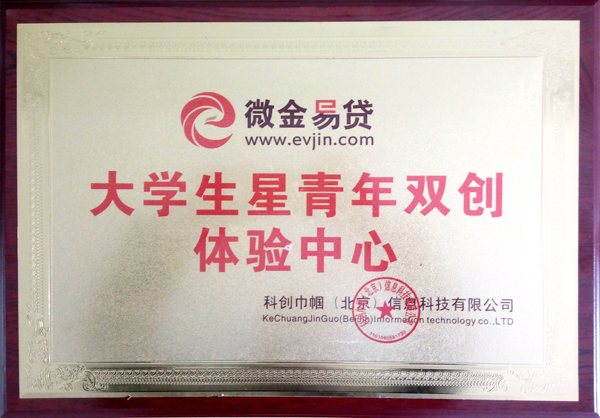 微金易贷
www.evjin.com
大学生星青年双创
体验中心
科创巾帼（北京）信息科技有限公司
KeChuangJinGuo(Beijin)Information technology co.,LTD